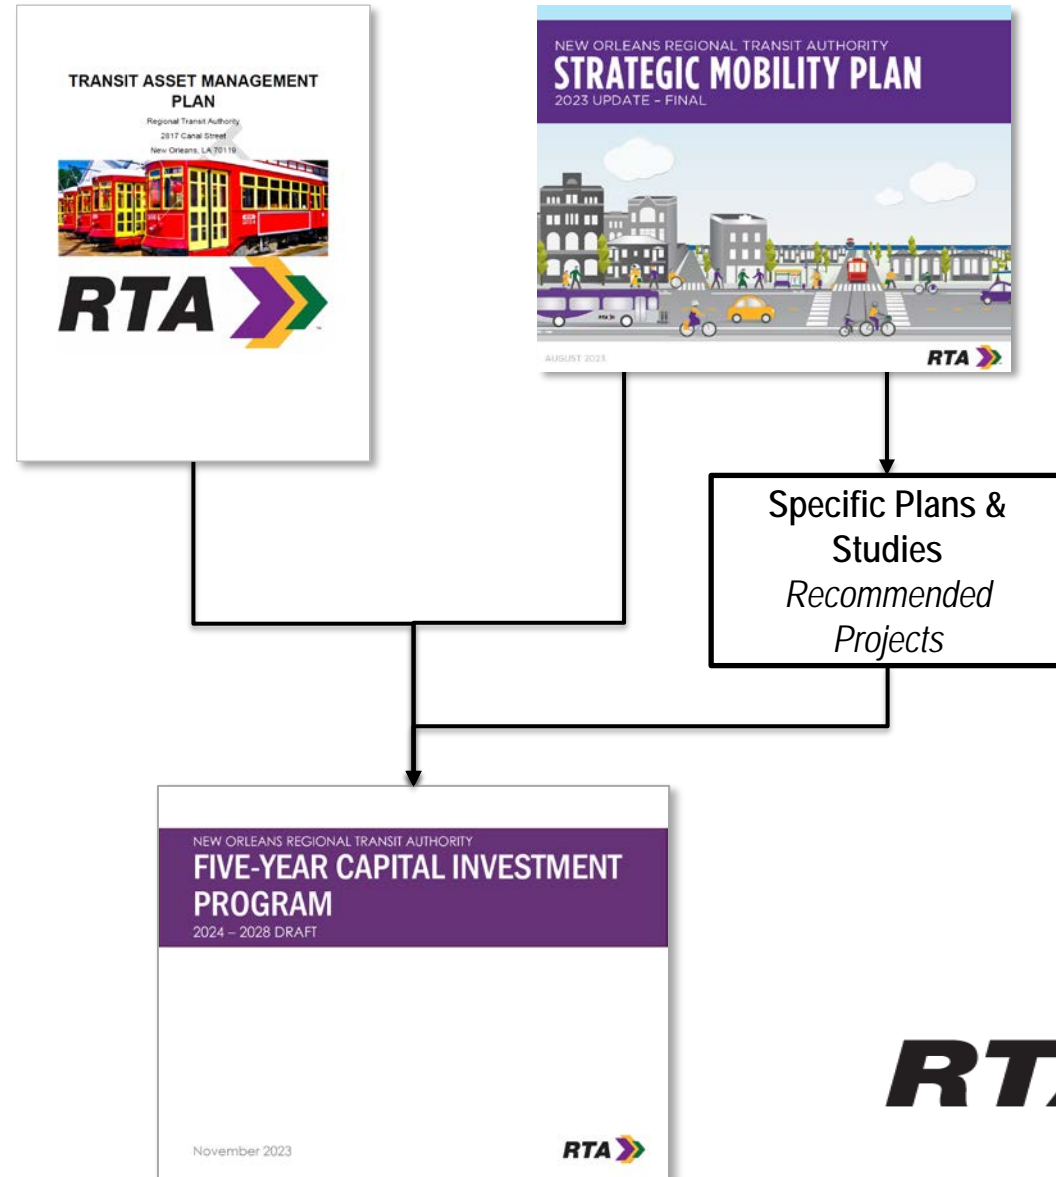 TRANSIT ASSET MANAGEMENT
PLAN
Regional Transit Authority
2817 Canal Street
New Orleans, LA 70119
RTA
NEW ORLEANS REGIONAL TRANSIT AUTHORITY
STRATEGIC MOBILITY PLAN
2023 UPDATE – FINAL
AUGUST 2023
RTA
Specific Plans &
Studies
Recommended
Projects
NEW ORLEANS REGIONAL TRANSIT AUTHORITY
FIVE-YEAR CAPITAL INVESTMENT
PROGRAM
2024 – 2028 DRAFT
November 2023
RTA
RTA